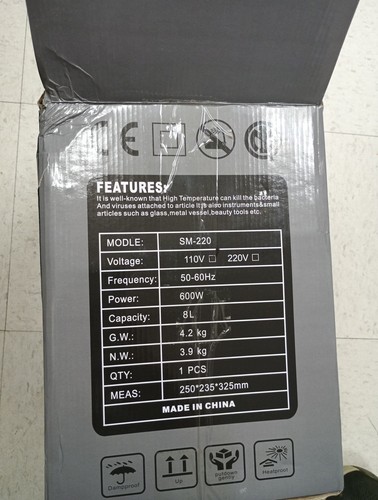 FEATURES:
It is well-known that High Temperature can kill the bacteria
And viruses attached to article It is also instruments&small
articles such as glass,metal vessel,beauty tools etc.
MODLE: SM-220
Voltage: 110V □ 220V □
Frequency: 50-60Hz
Power: 600W
Capacity: 8L
G.W.: 4.2 kg
N.W.: 3.9 kg
QTY: 1 PCS
MEAS: 250*235*325mm
MADE IN CHINA
Dampproof
Up
putdown
gently
Heatproof